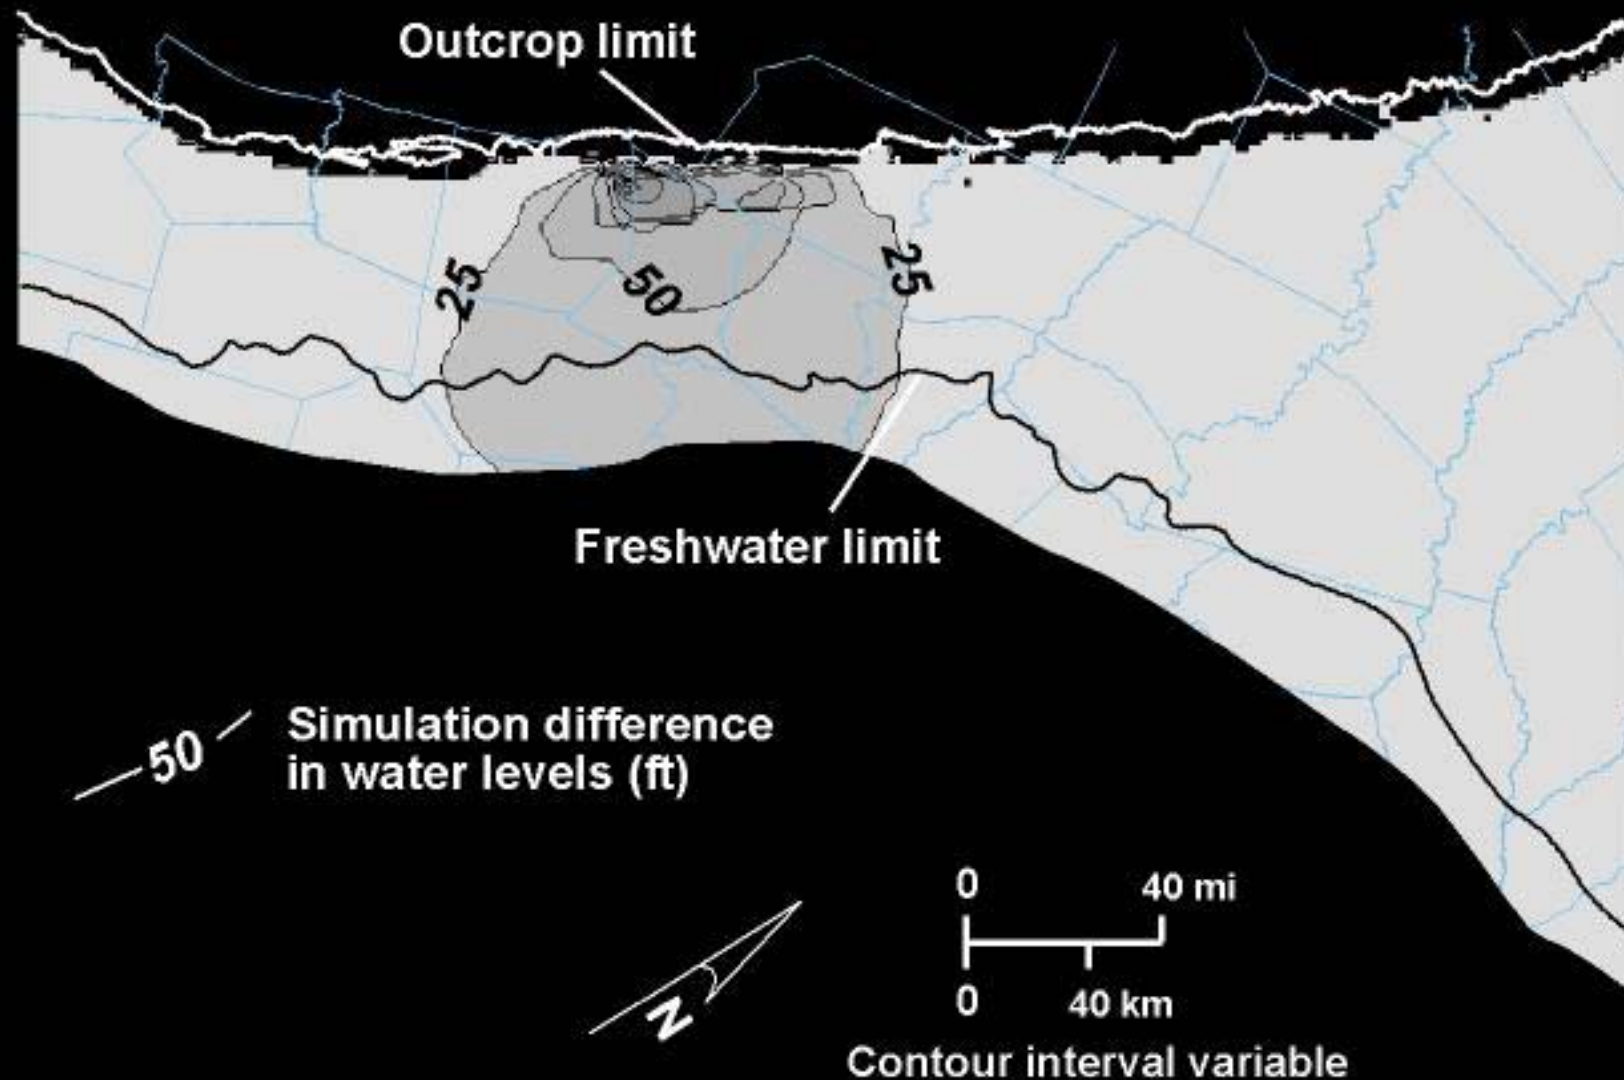 Outcrop limit
25
50
25
Freshwater limit
50
Simulation difference
in water levels (ft)
0
40 mi
0
40 km
N
Contour interval variable